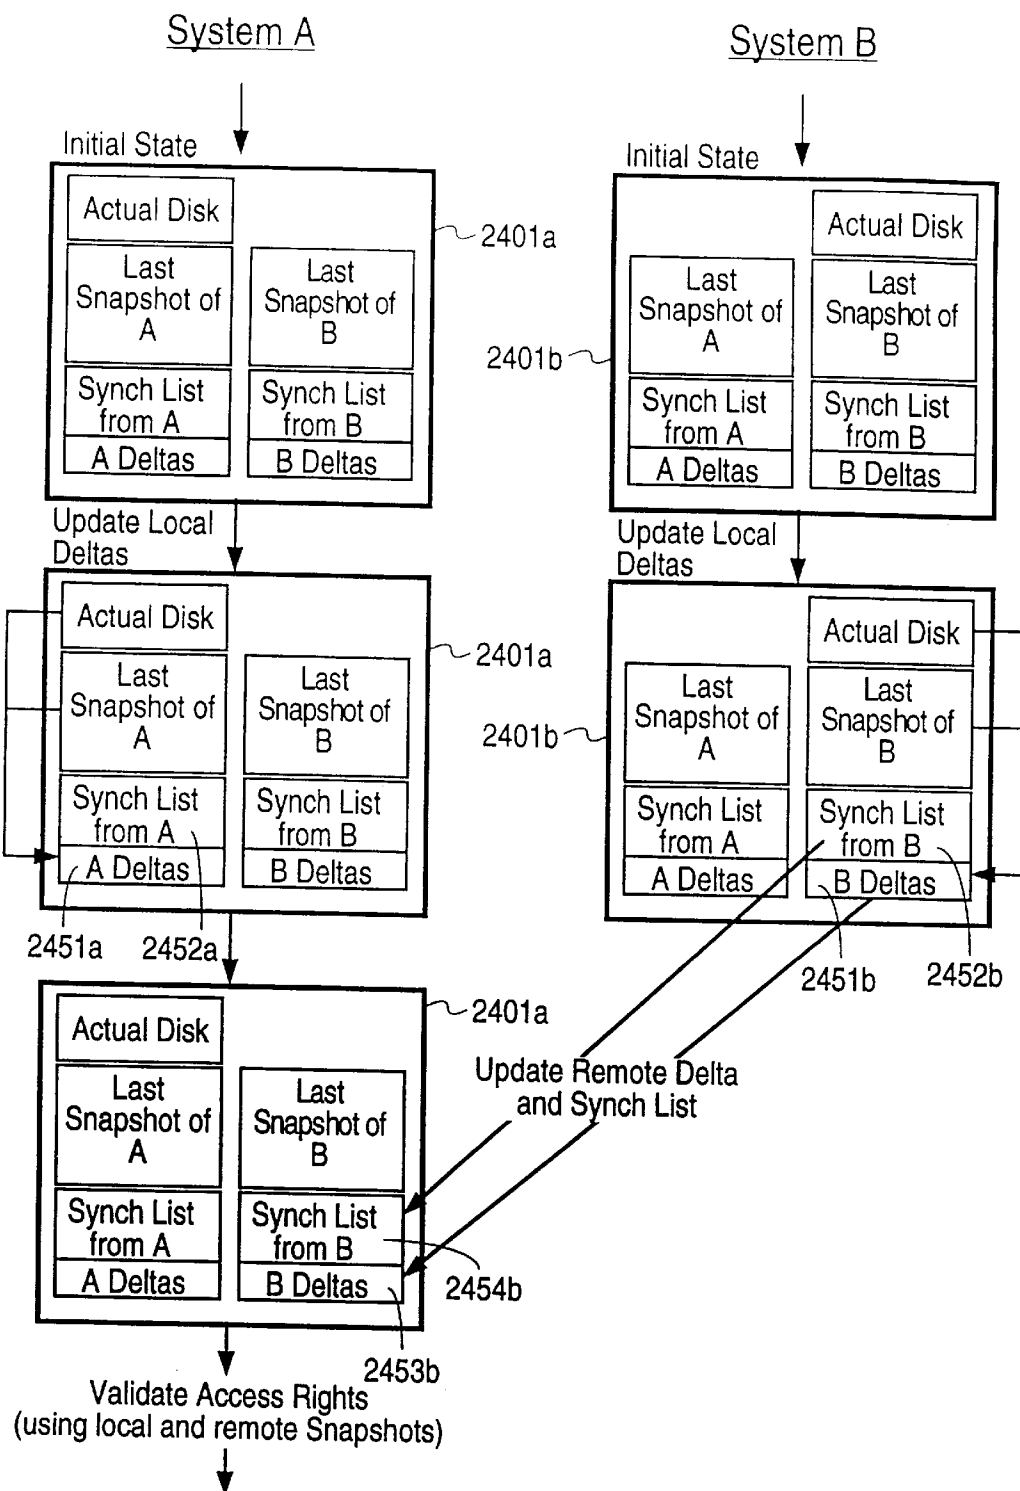 System A
System B
Initial State
Actual Disk
Last
Snapshot of
A
Last
Snapshot of
B
Synch List
from A
Synch List
from B
A Deltas
B Deltas
2401a
Initial State
Actual Disk
Last
Snapshot of
A
Last
Snapshot of
B
Synch List
from A
Synch List
from B
A Deltas
B Deltas
2401b
Update Local
Deltas
Actual Disk
Last
Snapshot of
A
Last
Snapshot of
B
Synch List
from A
Synch List
from B
A Deltas
B Deltas
2401a
2451a
2452a
Update Local
Deltas
Actual Disk
Last
Snapshot of
A
Last
Snapshot of
B
Synch List
from A
Synch List
from B
A Deltas
B Deltas
2401b
2451b
2452b
Update Remote Delta
and Synch List
Actual Disk
Last
Snapshot of
A
Last
Snapshot of
B
Synch List
from A
Synch List
from B
A Deltas
B Deltas
2401a
2454b
2453b
Validate Access Rights
(using local and remote Snapshots)